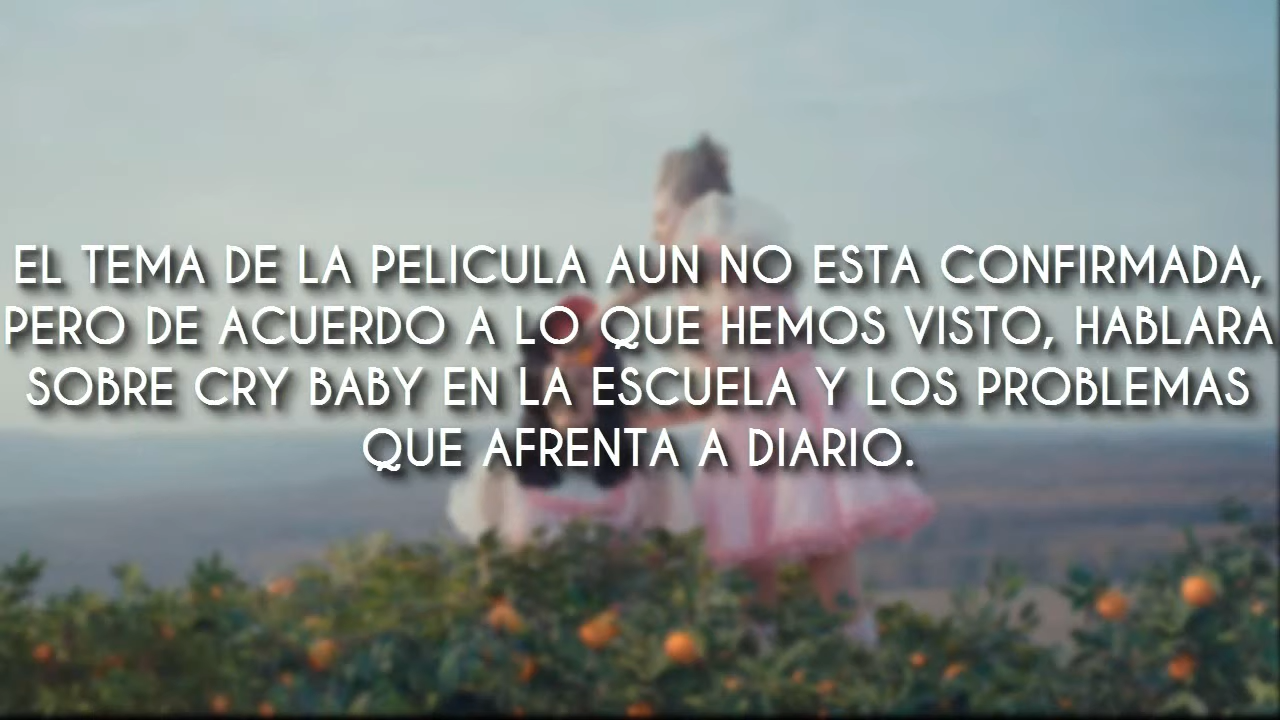 EL TEMA DE LA PELICULA AUN NO ESTA CONFIRMADA,
PERO DE ACUERDO A LO QUE HEMOS VISTO, HABLARA
SOBRE CRY BABY EN LA ESCUELA Y LOS PROBLEMAS
QUE AFRENTA A DIARIO.